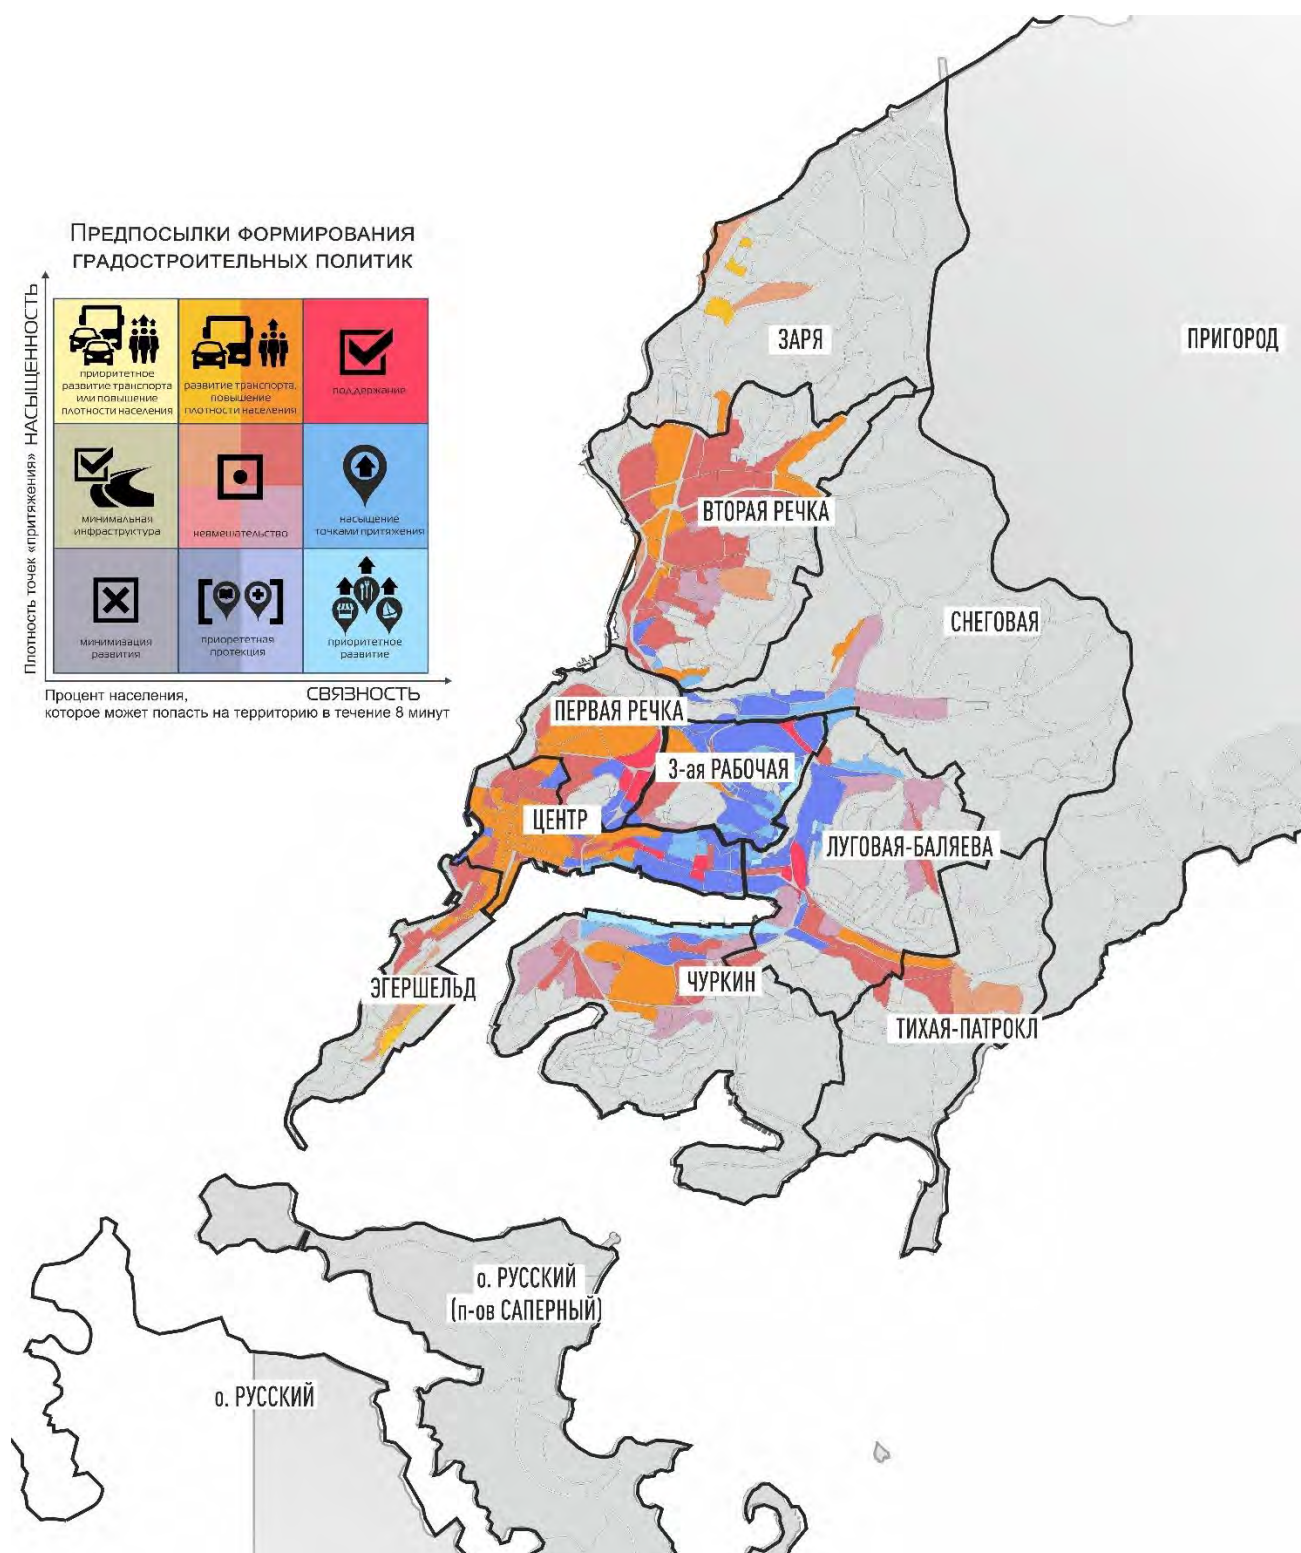 ПРЕДПОСЫЛКИ ФОРМИРОВАНИЯ
ГРАДОСТРОИТЕЛЬНЫХ ПОЛИТИК
Плотность точек «притяжения» НАСЫЩЕННОСТЬ
приоритетное
развитие транспорта
или повышение
плотности населения
развитие транспорта,
повышение
плотности населения
поддержание
минимальная
инфраструктура
невмешательство
насыщение
точками притяжения
минимизация
развития
приорететная
протекция
приоритетное
развитие
Процент населения,
СВЯЗНОСТЬ
которое может попасть на территорию в течение 8 минут
ЗАРЯ
ПРИГОРОД
ВТОРАЯ РЕЧКА
СНЕГОВАЯ
ПЕРВАЯ РЕЧКА
3-ая РАБОЧАЯ
ЦЕНТР
ЛУГОВАЯ-БАЛЯЕВА
ЭГЕРШЕЛЬД
ЧУРКИН
ТИХАЯ-ПАТРОКЛ
о. РУССКИЙ
(п-ов САПЕРНЫЙ)
о. РУССКИЙ